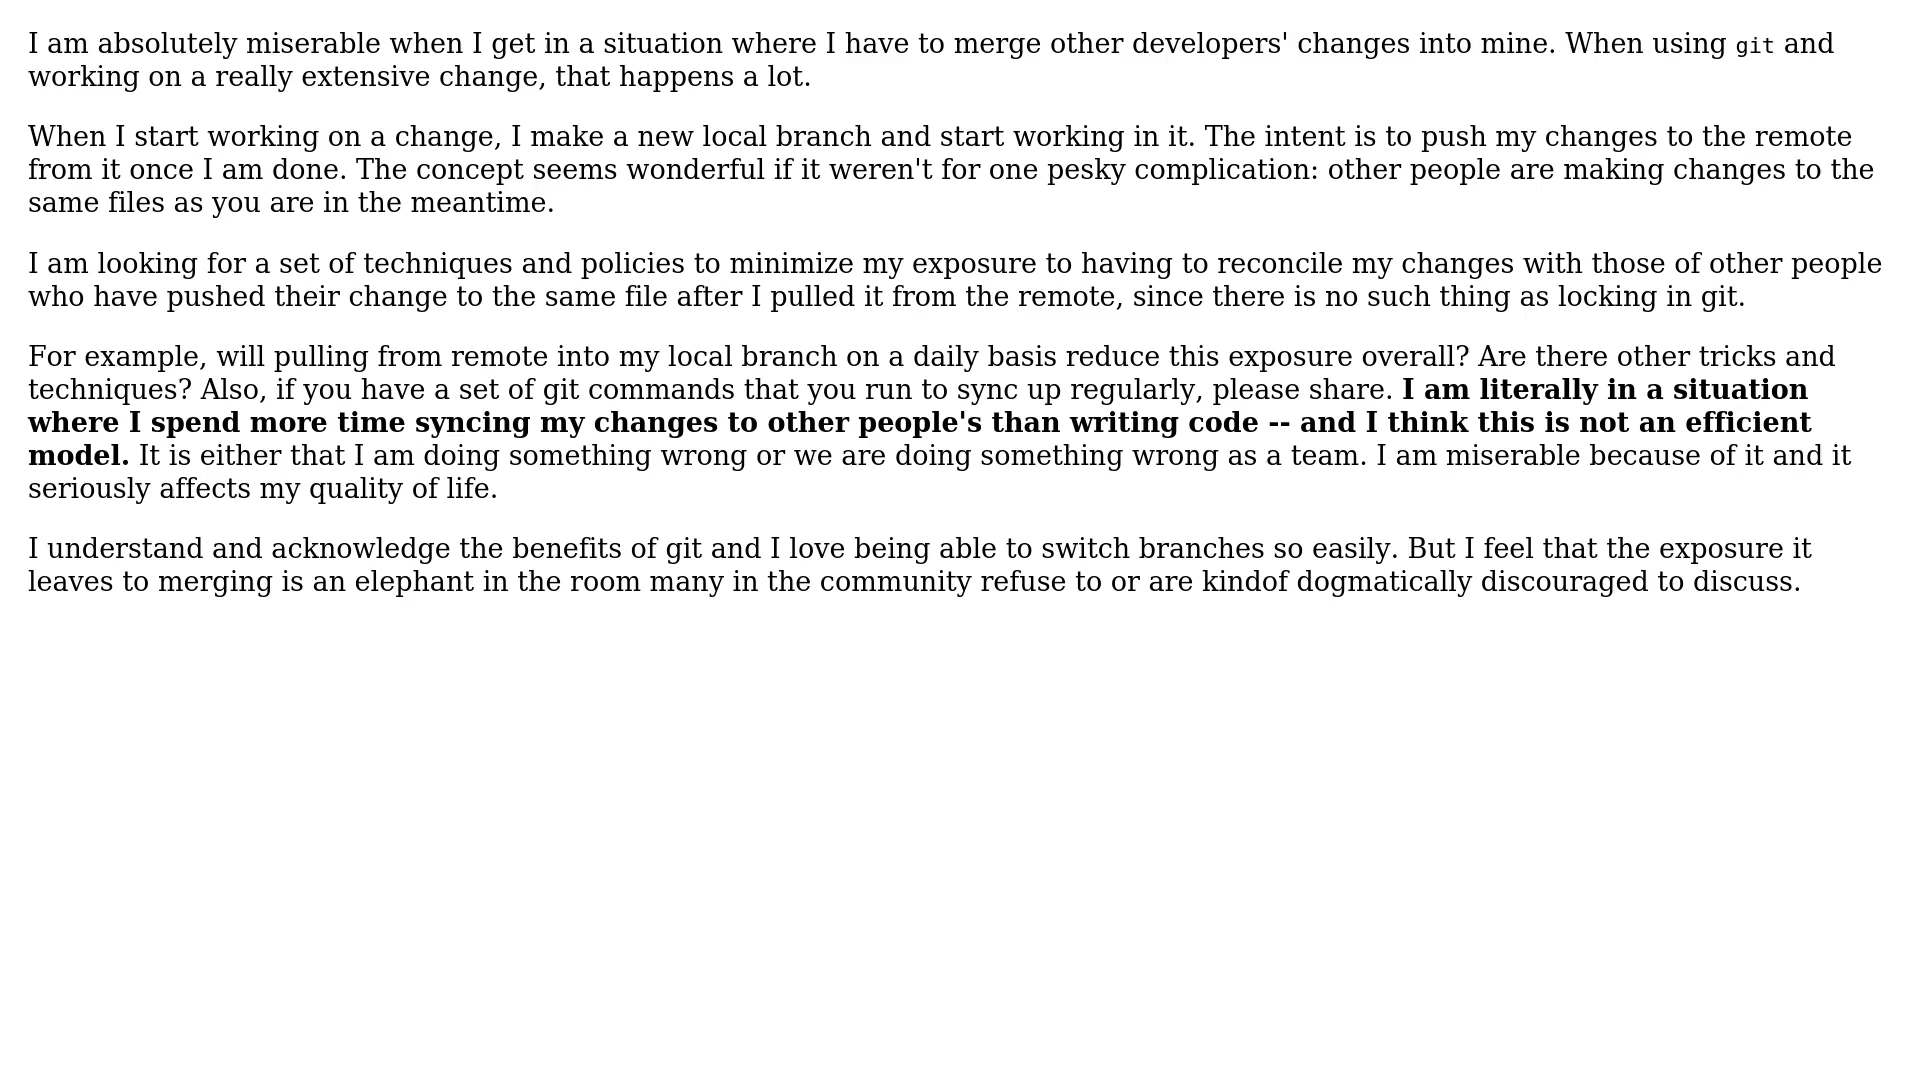 I am absolutely miserable when I get in a situation where I have to merge other developers' changes into mine. When using git and
working on a really extensive change, that happens a lot.
When I start working on a change, I make a new local branch and start working in it. The intent is to push my changes to the remote
from it once I am done. The concept seems wonderful if it weren't for one pesky complication: other people are making changes to the
same files as you are in the meantime.
I am looking for a set of techniques and policies to minimize my exposure to having to reconcile my changes with those of other people
who have pushed their change to the same file after I pulled it from the remote, since there is no such thing as locking in git.
For example, will pulling from remote into my local branch on a daily basis reduce this exposure overall? Are there other tricks and
techniques? Also, if you have a set of git commands that you run to sync up regularly, please share. I am literally in a situation
where I spend more time syncing my changes to other people's than writing code -- and I think this is not an efficient
model. It is either that I am doing something wrong or we are doing something wrong as a team. I am miserable because of it and it
seriously affects my quality of life.
I understand and acknowledge the benefits of git and I love being able to switch branches so easily. But I feel that the exposure it
leaves to merging is an elephant in the room many in the community refuse to or are kindof dogmatically discouraged to discuss.